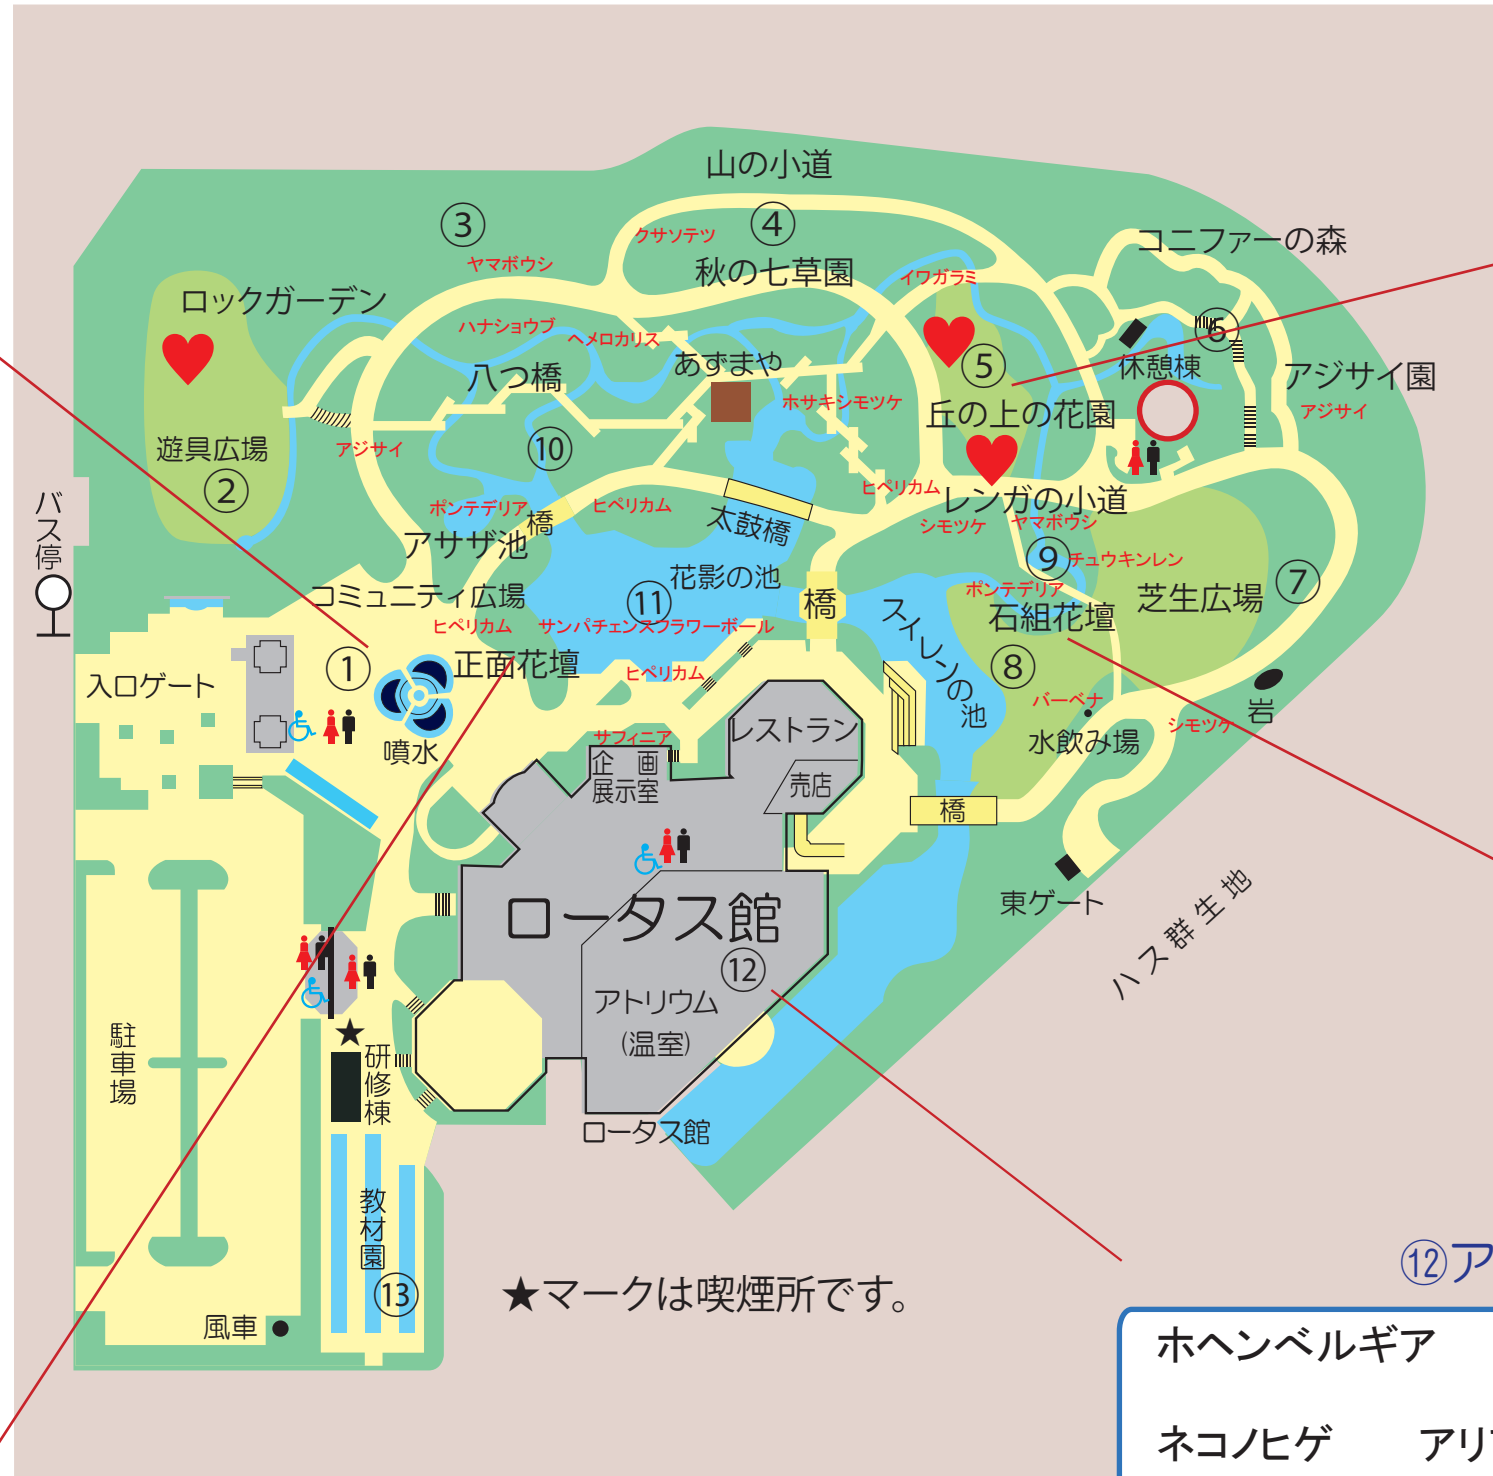 山の小道
③
④
クサソテツ
コニファーの森
ヤマボウシ
秋の七草園
イワガラミ
ロックガーデン
ハナショウブ
ヘメロカリス
⑥
あずまや
⑤
休憩棟
八つ橋
アジサイ園
ホサキシモツケ
アジサイ
丘の上の花園
遊具広場
アジサイ
⑩
②
ヒペリカム
レンガの小道
バス停
ポンテデリア
ヒペリカム
橋
太鼓橋
シモツケ
ヤマボウシ
アサザ池
⑨
チュウキンレン
花影の池
⑦
ポンテデリア
芝生広場
コミュニティ広場
⑪
橋
スイレンの池
石組花壇
ヒペリカム
サンパチェンスフラワーボール
①
正面花壇
ヒペリカム
⑧
入口ゲート
バーベナ
岩
シモツケ
噴水
サフィニア
レストラン
水飲み場
企画
展示室
売店
橋
東ゲート
ロータス館
ハス群生地
⑫
アトリウム
(温室)
駐車場
★
研修棟
ロータス館
教材園
⑬
★マークは喫煙所です。
風車
⑫ア
ホヘンベルギア
ネコノヒゲ
アリ